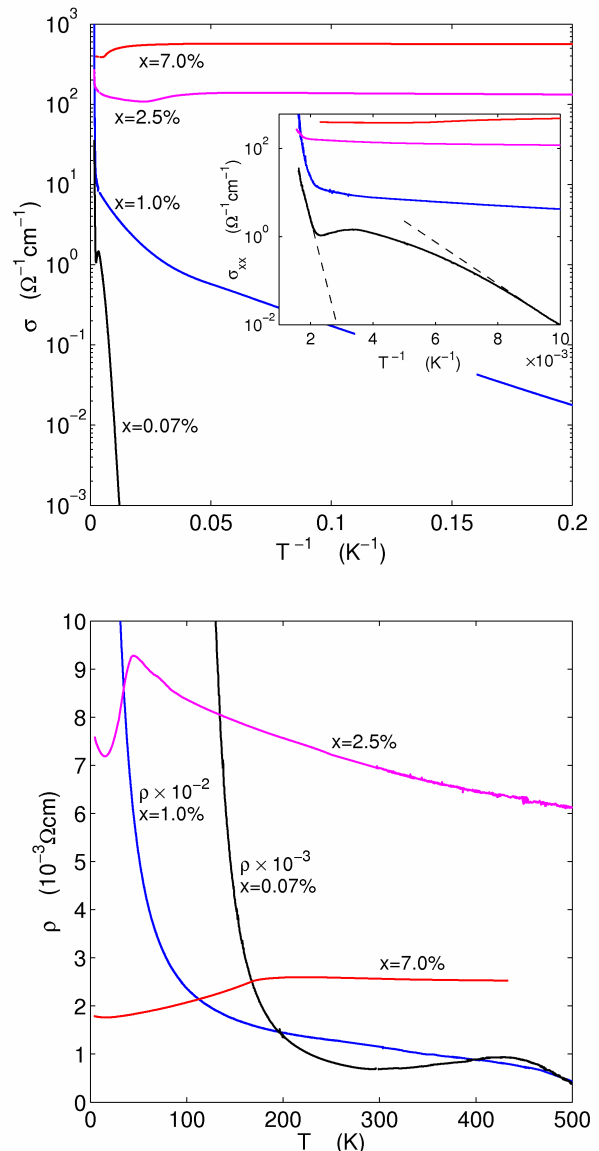 10³
10²
10¹
10⁰
10⁻¹
10⁻²
10⁻³
σ (Ω⁻¹cm⁻¹)
x=7.0%
x=2.5%
x=1.0%
x=0.07%
0 0.05 0.1 0.15 0.2
T⁻¹ (K⁻¹)
10²
10⁰
10⁻²
σxx (Ω⁻¹cm⁻¹)
2 4 6 8 10
T⁻¹ (K⁻¹)
×10⁻³
10
9
8
7
6
5
4
3
2
1
0
ρ (10⁻³Ωcm)
x=2.5%
ρ×10⁻²
x=1.0%
ρ×10⁻³
x=0.07%
x=7.0%
0 100 200 300 400 500
T (K)